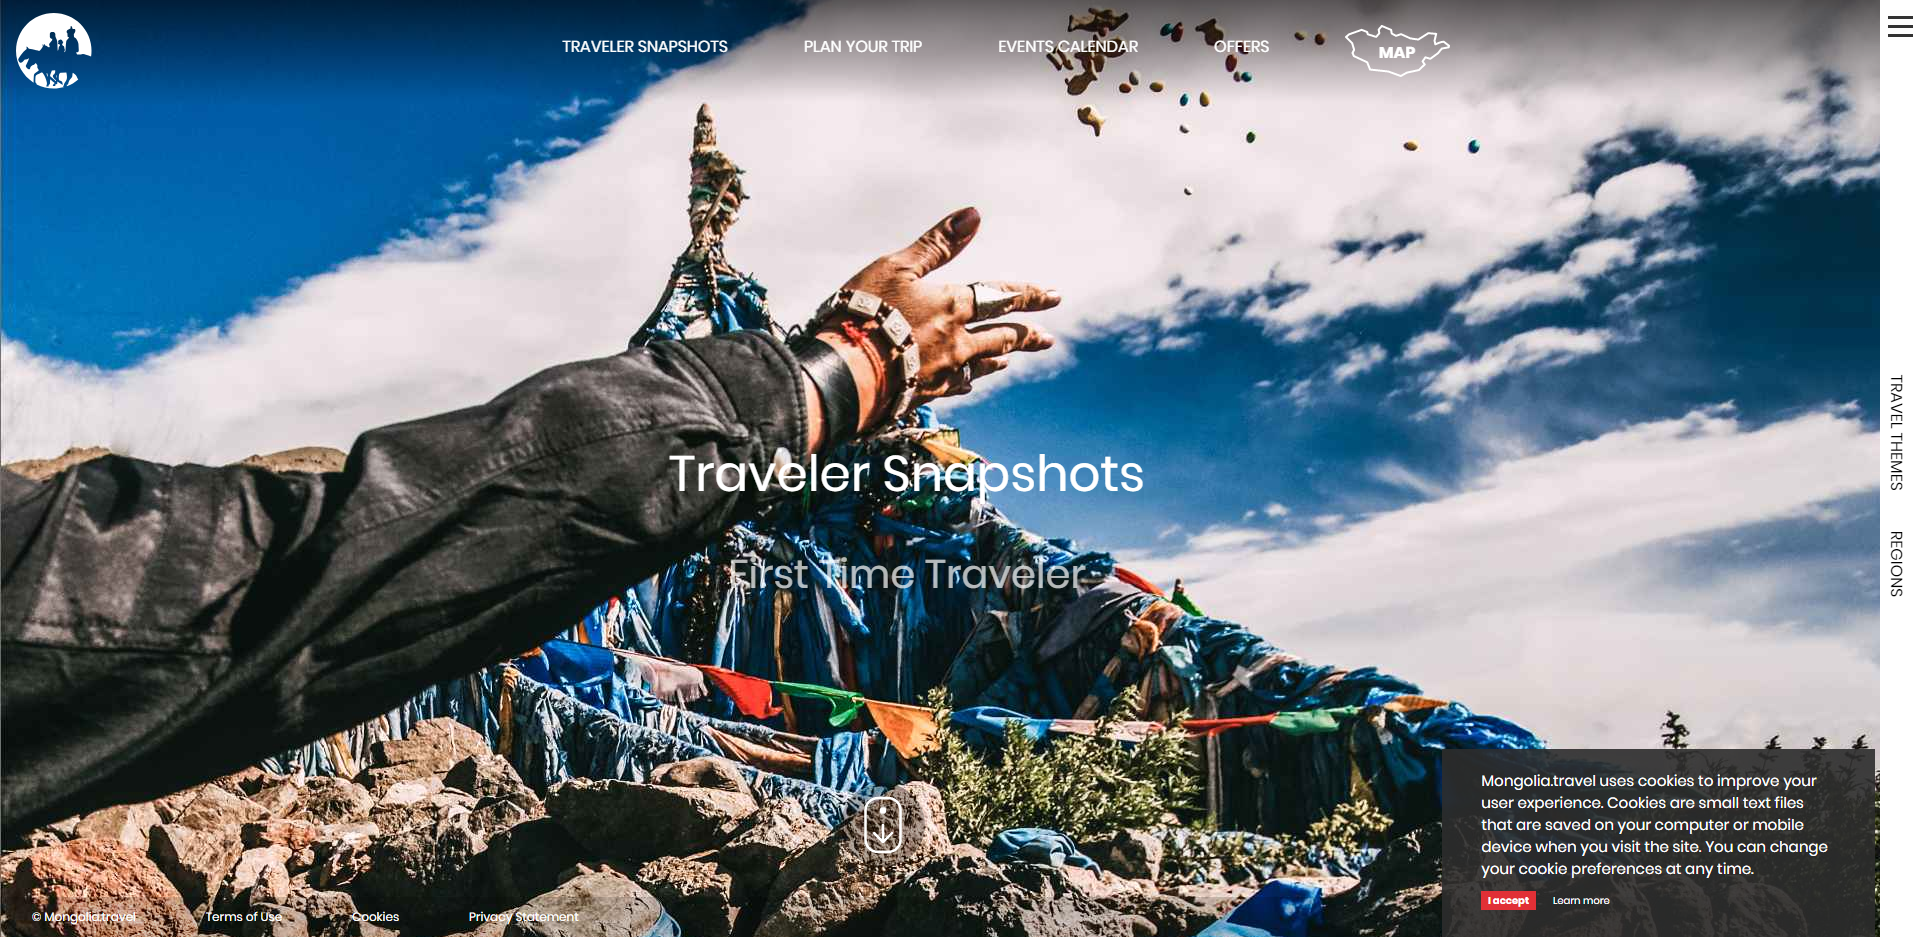 TRAVELER SNAPSHOTS
PLAN YOUR TRIP
EVENTS CALENDAR
OFFERS
MAP
TRAVEL THEMES
REGIONS
Traveler Snapshots
First Time Traveler
Mongolia.travel uses cookies to improve your
user experience. Cookies are small text files
that are saved on your computer or mobile
device when you visit the site. You can change
your cookie preferences at any time.
I accept
Learn more
© Mongolia.travel
Terms of Use
Cookies
Privacy Statement